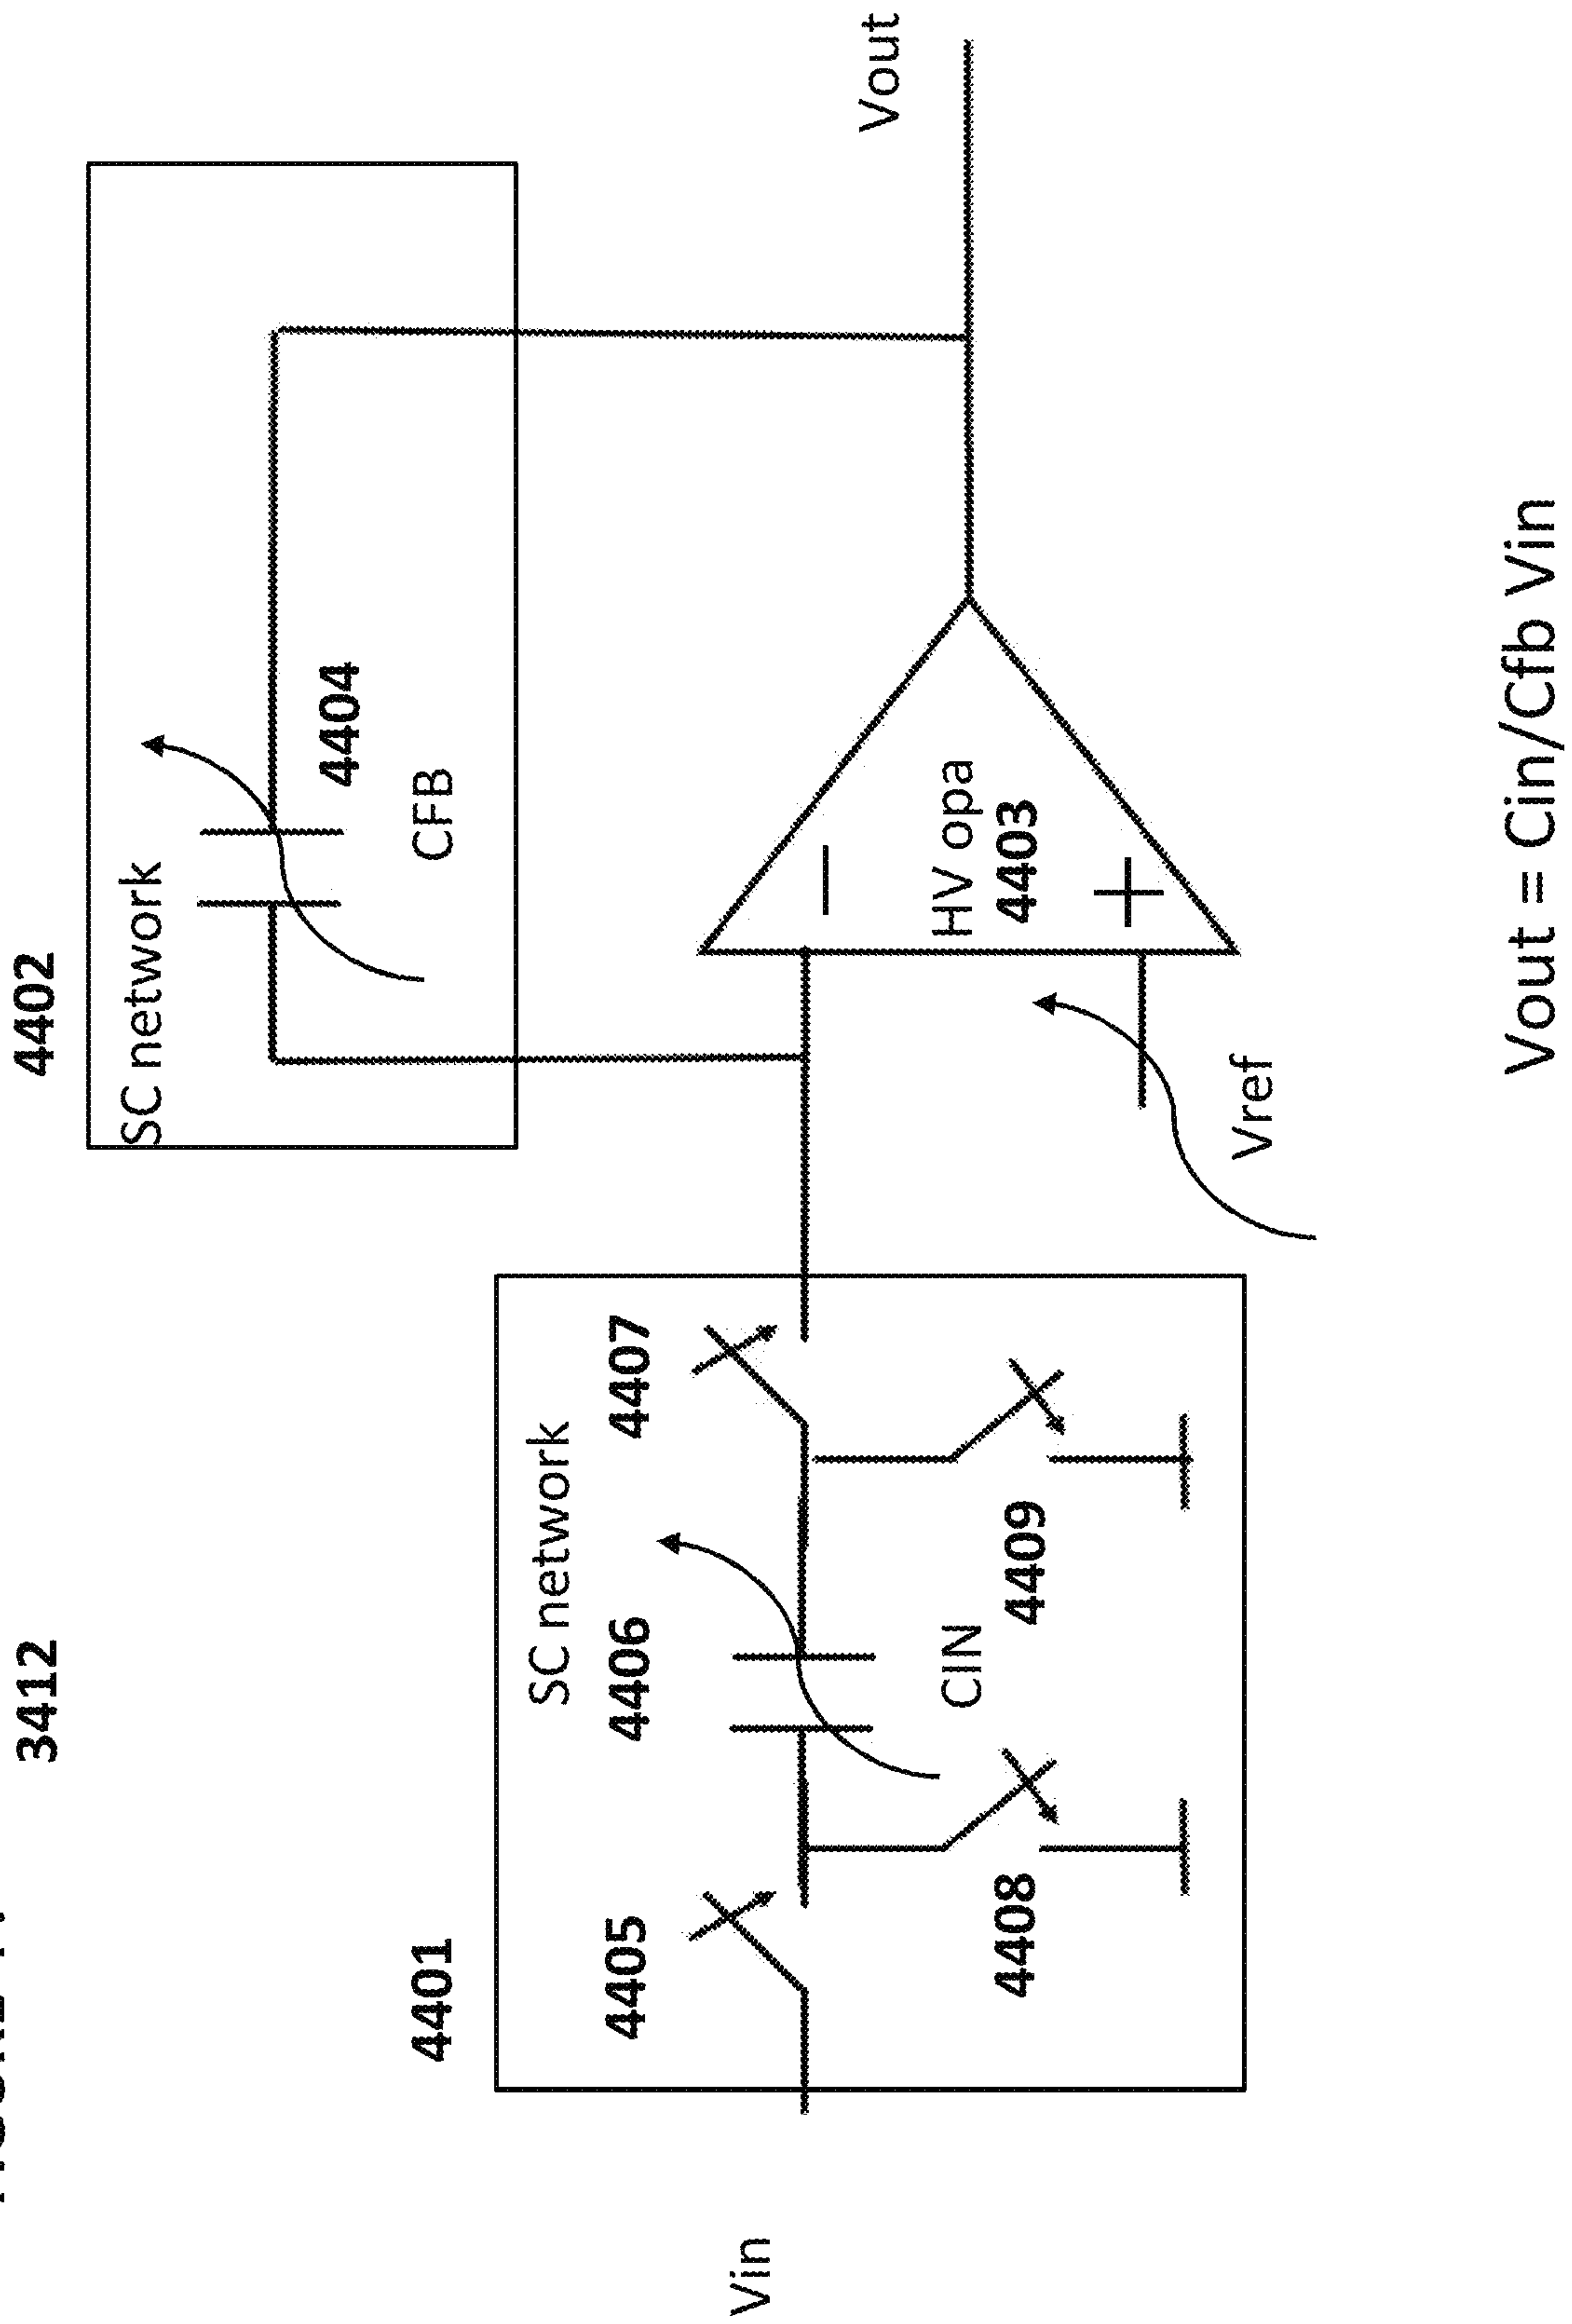 3412
4402
SC network
4404
CFB
4401
SC network
4405
4406
4407
CIN
4408
4409
Vin
HV opa
4403
Vref
Vout
Vout = Cin/Cfb Vin